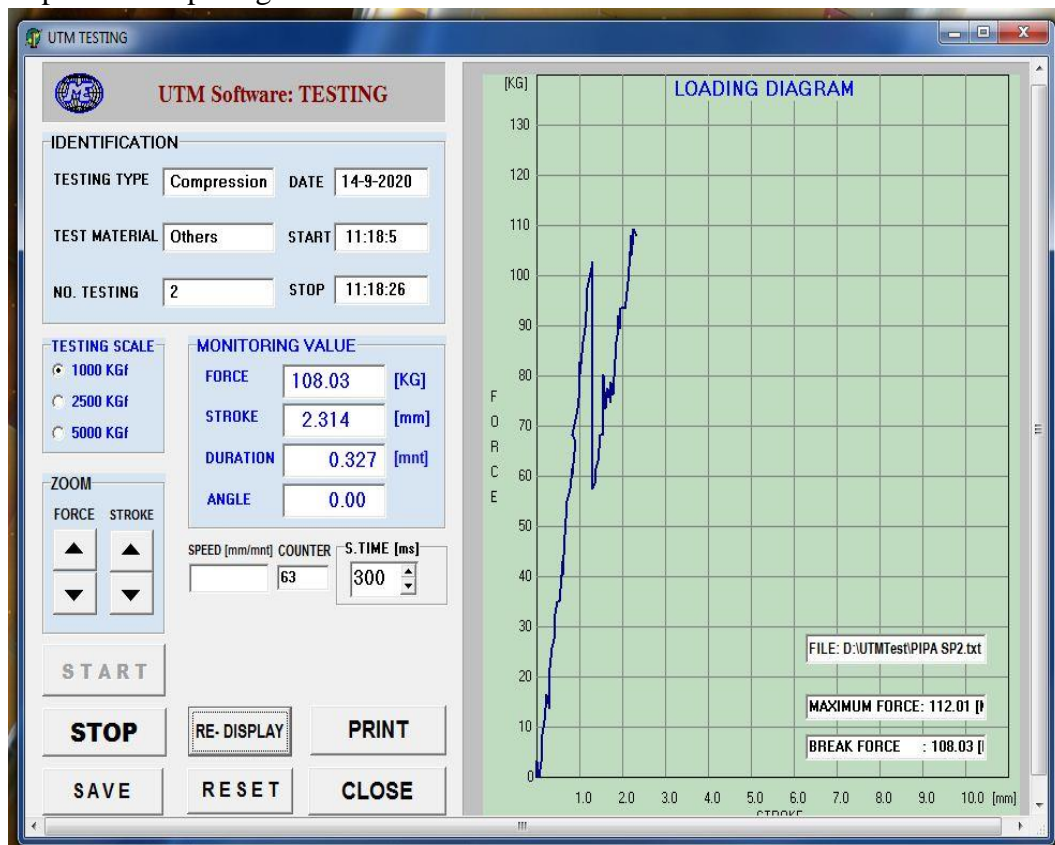 UTM TESTING
UTM Software: TESTING
IDENTIFICATION
TESTING TYPE Compression DATE 14-9-2020
TEST MATERIAL Others START 11:18:5
NO. TESTING 2 STOP 11:18:26
TESTING SCALE
1000 KGf
2500 KGf
5000 KGf
MONITORING VALUE
FORCE 108.03 [KG]
STROKE 2.314 [mm]
DURATION 0.327 [mnt]
ANGLE 0.00
ZOOM
FORCE STROKE
SPEED [mm/mnt] COUNTER S.TIME [ms]
63 300
START
STOP RE-DISPLAY PRINT
SAVE RESET CLOSE
[KG] LOADING DIAGRAM
130
120
110
100
90
80
70
60
50
40
30
20
10
0
FORCE
FILE: D:\UTMTest\PIPA SP2.txt
MAXIMUM FORCE: 112.01
BREAK FORCE : 108.03
1.0 2.0 3.0 4.0 5.0 6.0 7.0 8.0 9.0 10.0 [mm]